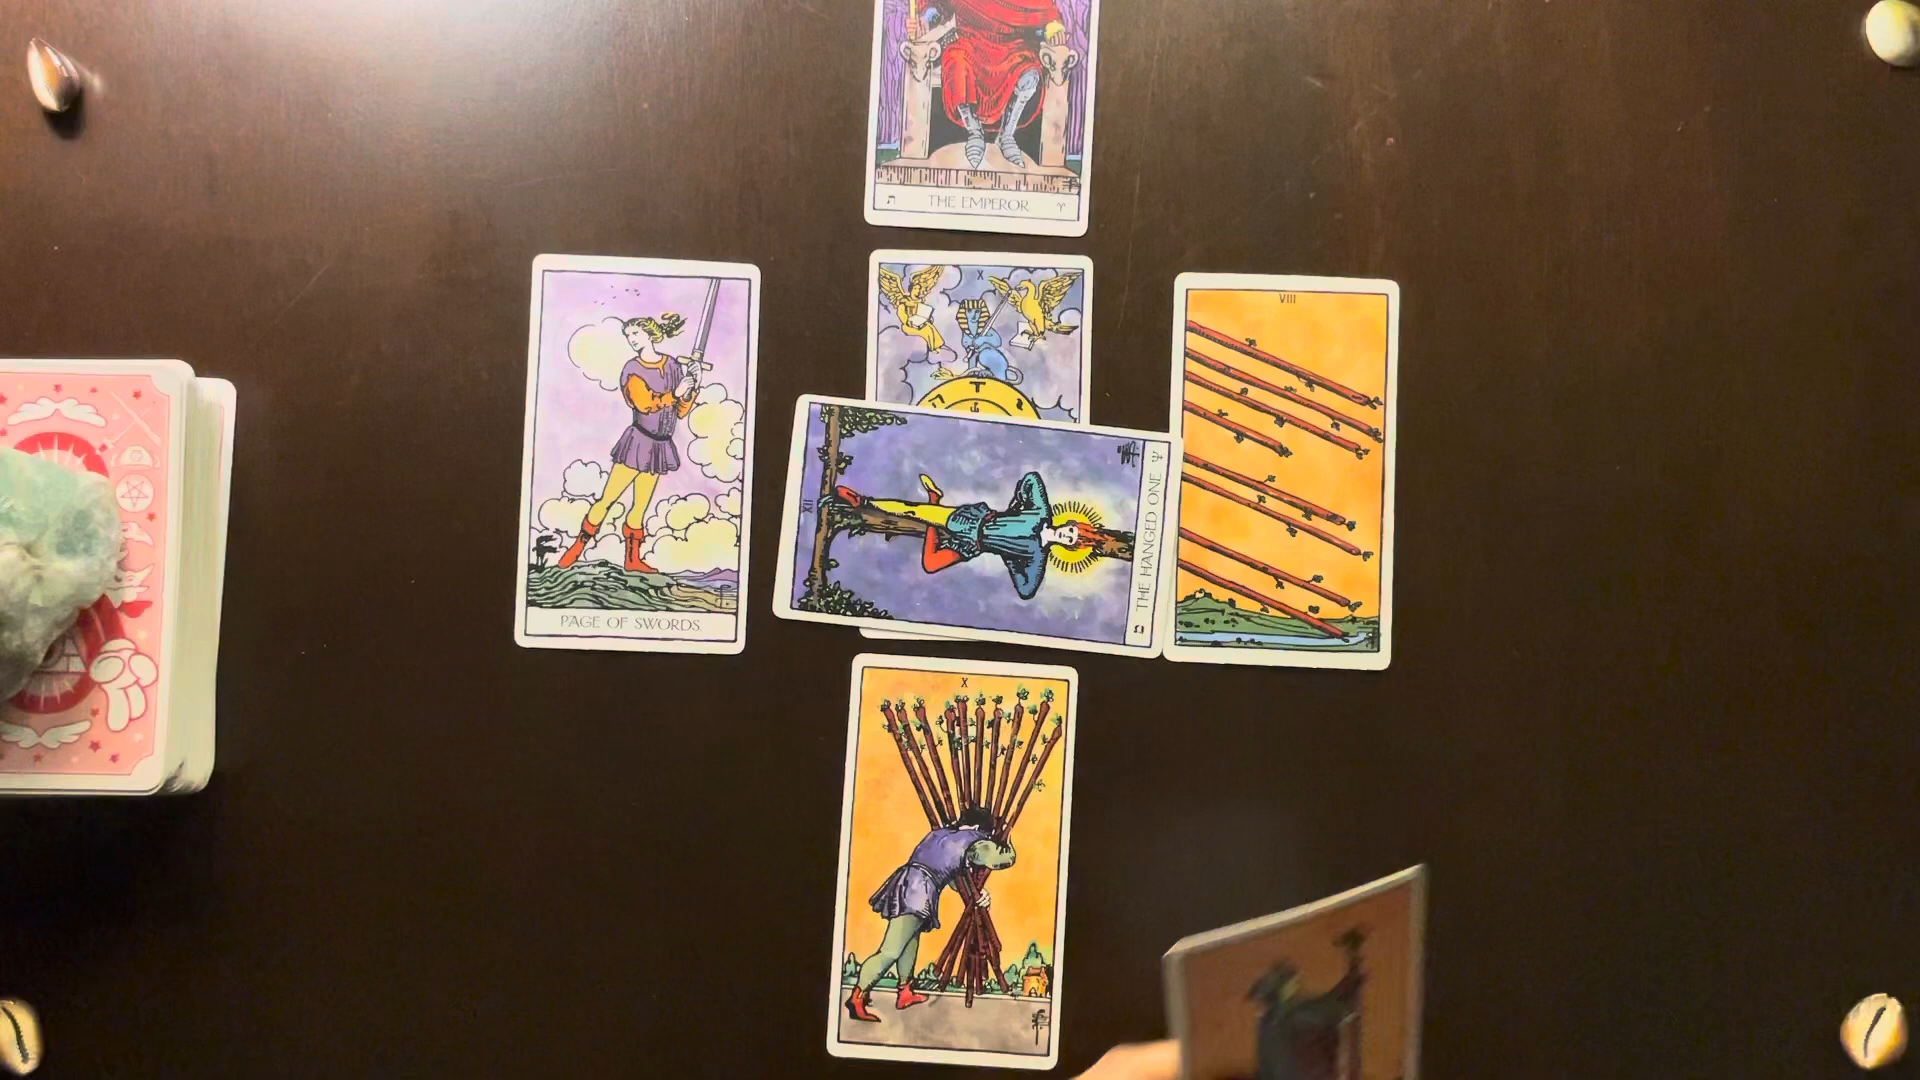 THE EMPEROR
X
VIII
PAGE OF SWORDS.
XII
THE HANGED ONE
X